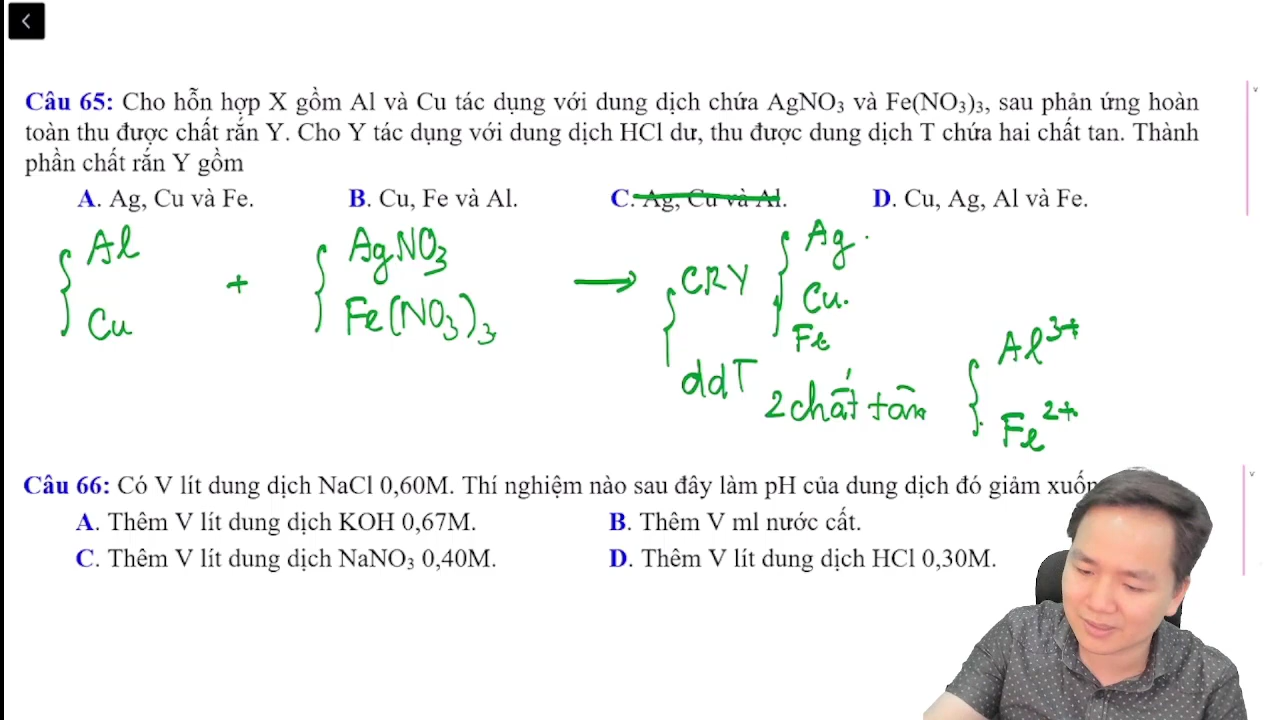 Câu 65: Cho hỗn hợp X gồm Al và Cu tác dụng với dung dịch chứa AgNO₃ và Fe(NO₃)₃, sau phản ứng hoàn
toàn thu được chất rắn Y. Cho Y tác dụng với dung dịch HCl dư, thu được dung dịch T chứa hai chất tan. Thành
phần chất rắn Y gồm
A. Ag, Cu và Fe. B. Cu, Fe và Al. C. Ag, Cu và Al. D. Cu, Ag, Al và Fe.
Al
Cu
+
AgNO₃
Fe(NO₃)₃
→
CRY
Ag
Cu
Fe
ddT 2 chất tan
Al³⁺
Fe²⁺
Câu 66: Có V lít dung dịch NaCl 0,60M. Thí nghiệm nào sau đây làm pH của dung dịch đó giảm
A. Thêm V lít dung dịch KOH 0,67M. B. Thêm V ml nước cất.
C. Thêm V lít dung dịch NaNO₃ 0,40M. D. Thêm V lít dung dịch HCl 0,30M.